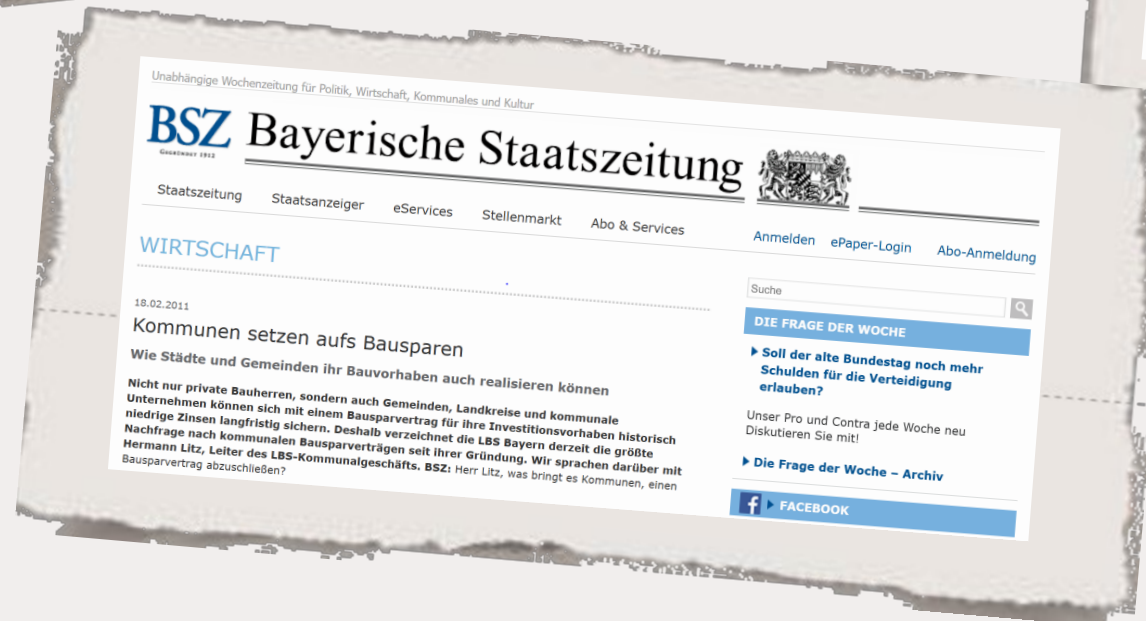 Unabhängige Wochenzeitung für Politik, Wirtschaft, Kommunales und Kultur
BSZ Bayerische Staatszeitung
Gegründet 1912
Staatszeitung Staatsanzeiger eServices Stellenmarkt Abo & Services
Anmelden ePaper-Login Abo-Anmeldung
WIRTSCHAFT
18.02.2011
Kommunen setzen aufs Bausparen
Wie Städte und Gemeinden ihr Bauvorhaben auch realisieren können
Nicht nur private Bauherren, sondern auch Gemeinden, Landkreise und kommunale
Unternehmen können sich mit einem Bausparvertrag für ihre Investitionsvorhaben historisch
niedrige Zinsen langfristig sichern. Deshalb verzeichnet die LBS Bayern derzeit die größte
Nachfrage nach kommunalen Bausparverträgen seit ihrer Gründung. Wir sprachen darüber mit
Hermann Litz, Leiter des LBS-Kommunalgeschäfts. BSZ: Herr Litz, was bringt es Kommunen, einen
Bausparvertrag abzuschließen?
Suche
DIE FRAGE DER WOCHE
Soll der alte Bundestag noch mehr
Schulden für die Verteidigung
erlauben?
Unser Pro und Contra jede Woche neu
Diskutieren Sie mit!
Die Frage der Woche – Archiv
f FACEBOOK